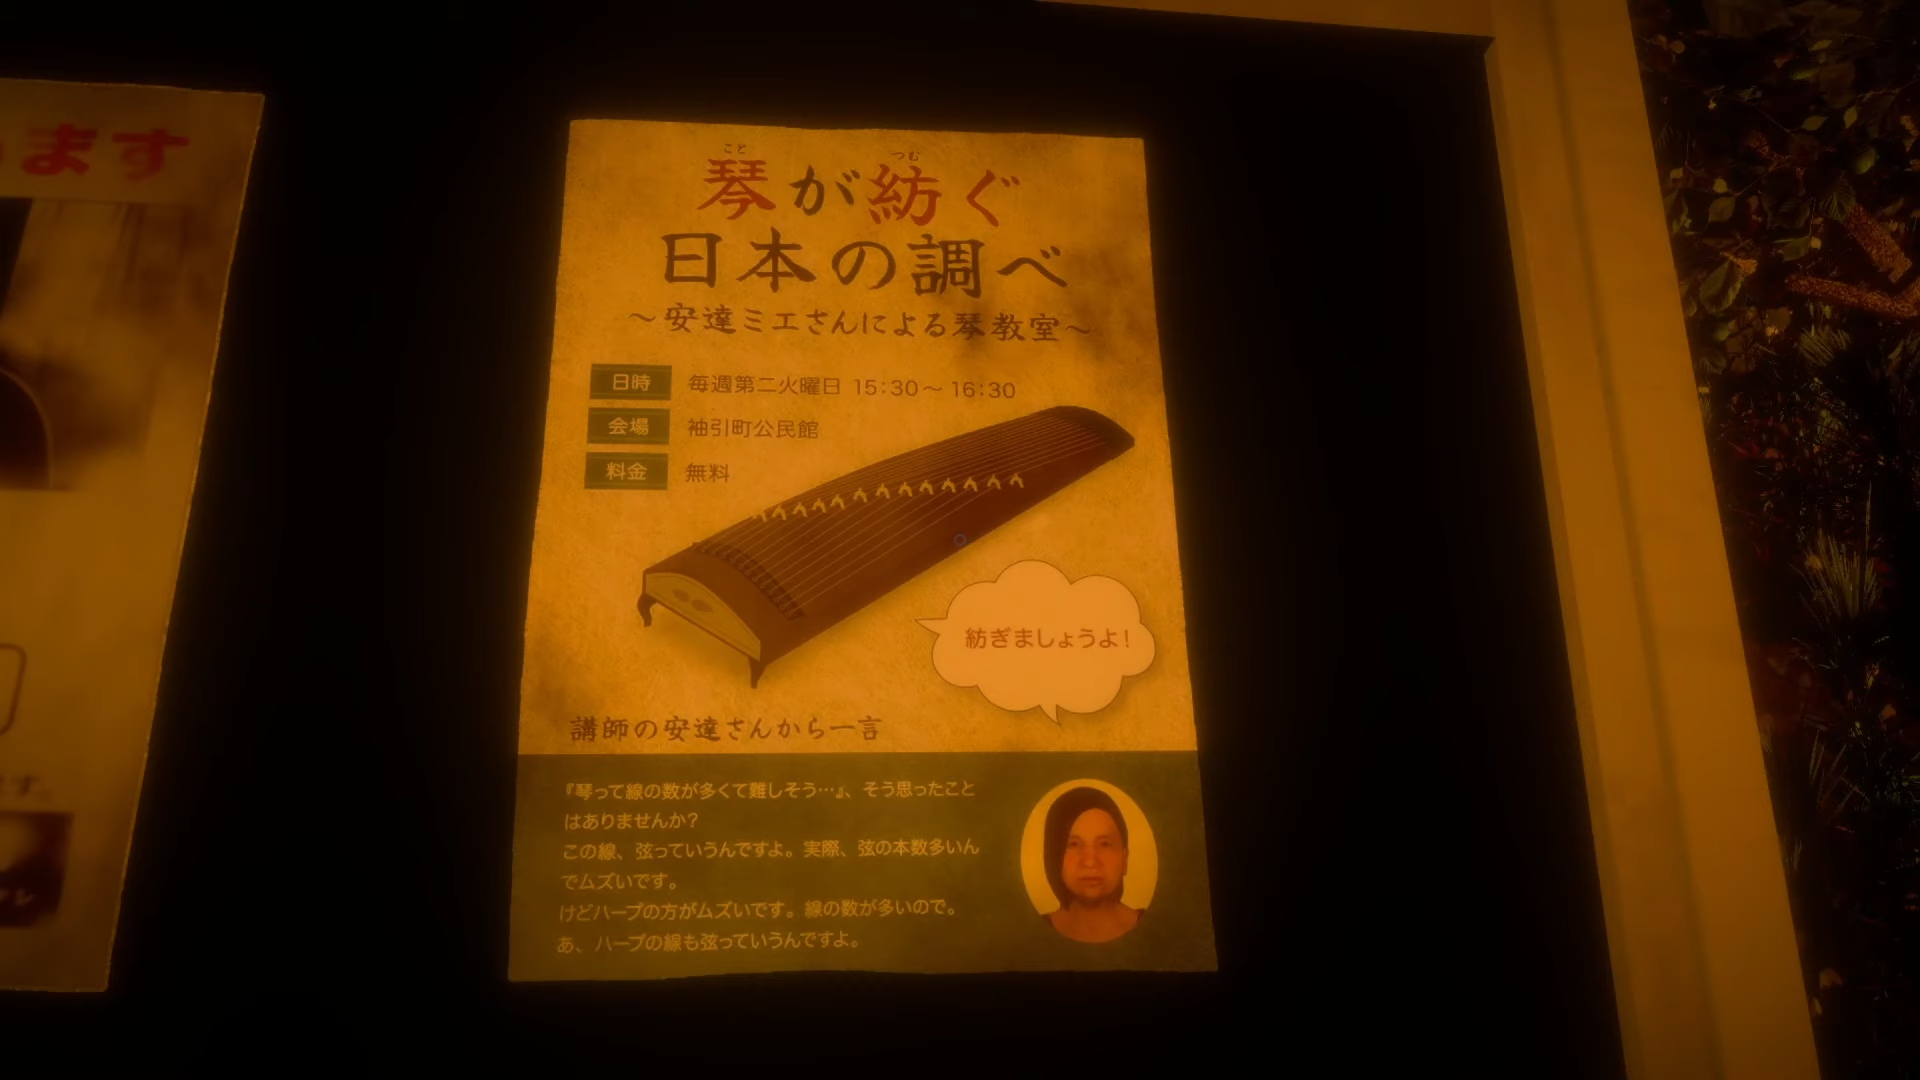 ます
こと つむ
琴が紡ぐ
日本の調べ
～安達ミエさんによる琴教室～
日時 毎週第二火曜日 15:30～16:30
会場 袖引町公民館
料金 無料
紡ぎましょうよ!
講師の安達さんから一言
『琴って線の数が多くて難しそう…』、そう思ったこと
はありませんか?
この線、弦っていうんですよ。実際、弦の本数多いん
でムズいです。
けどハープの方がムズいです。線の数が多いので。
あ、ハープの線も弦っていうんですよ。
ます。